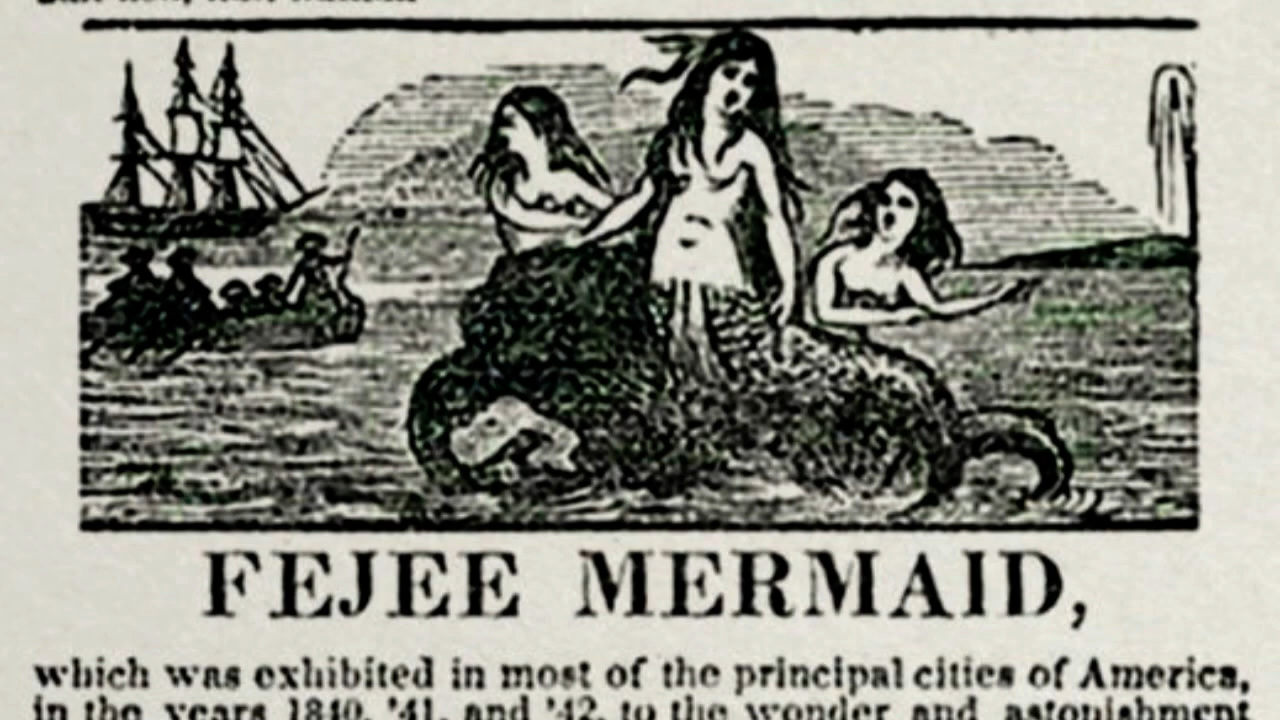 FEJEE MERMAID,
which was exhibited in most of the principal cities of America,
in the years 1840, '41, and '42, to the wonder and astonishment